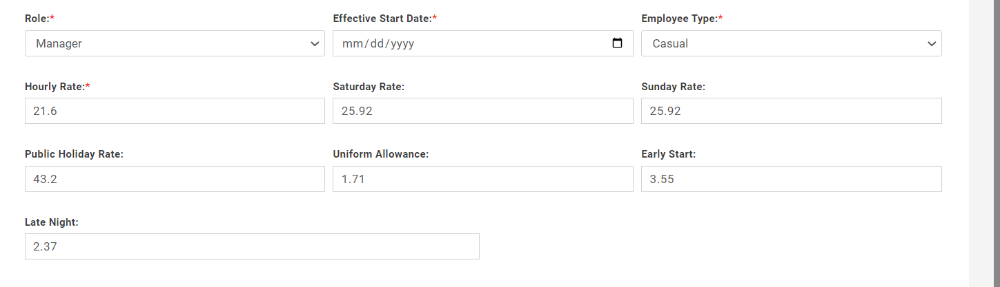 Role:* Effective Start Date:* Employee Type:*
Manager mm/dd/yyyy Casual
Hourly Rate:* Saturday Rate: Sunday Rate:
21.6 25.92 25.92
Public Holiday Rate: Uniform Allowance: Early Start:
43.2 1.71 3.55
Late Night:
2.37